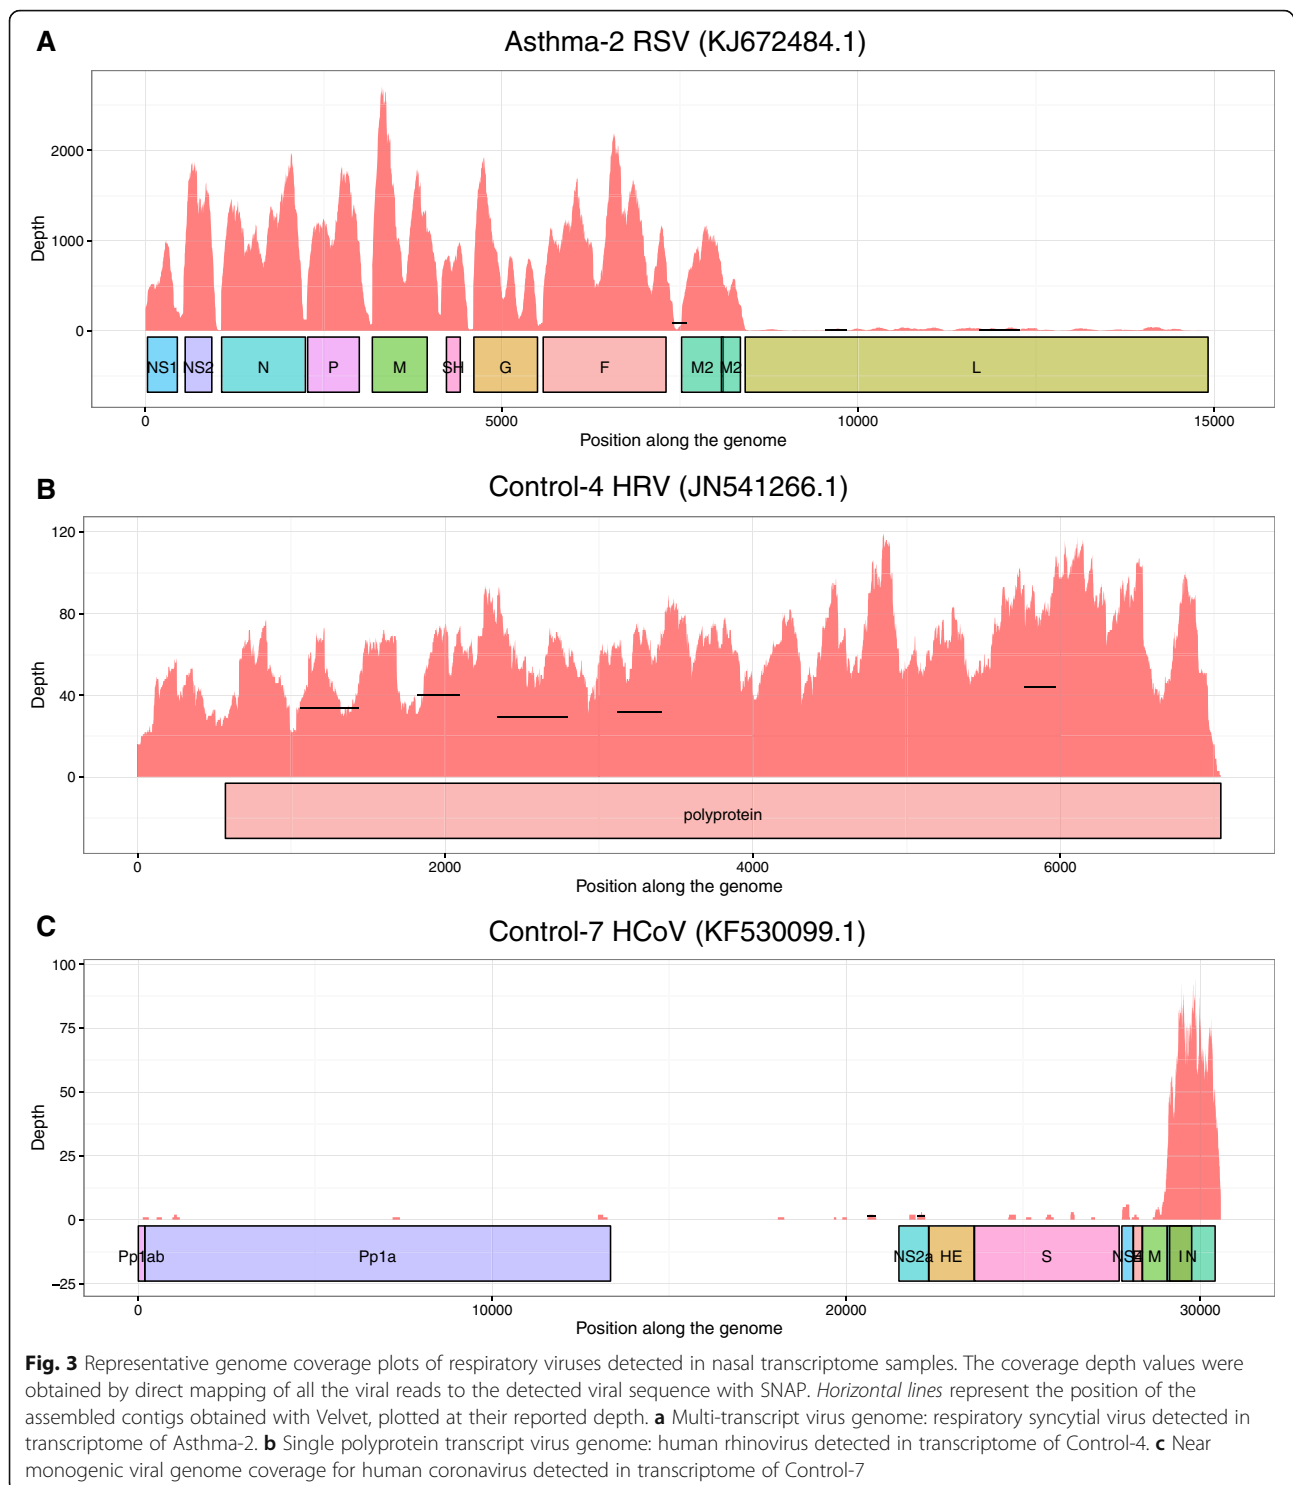 A
Asthma-2 RSV (KJ672484.1)
Depth
2000
1000
0
NS1 NS2 N P M SH G F M2 M2 L
0 5000 10000 15000
Position along the genome
B
Control-4 HRV (JN541266.1)
Depth
120
80
40
0
polyprotein
0 2000 4000 6000
Position along the genome
C
Control-7 HCoV (KF530099.1)
Depth
100
75
50
25
0
−25
Pp1ab Pp1a NS2a HE S M I N
0 10000 20000 30000
Position along the genome
Fig. 3 Representative genome coverage plots of respiratory viruses detected in nasal transcriptome samples. The coverage depth values were
obtained by direct mapping of all the viral reads to the detected viral sequence with SNAP. Horizontal lines represent the position of the
assembled contigs obtained with Velvet, plotted at their reported depth. a Multi-transcript virus genome: respiratory syncytial virus detected in
transcriptome of Asthma-2. b Single polyprotein transcript virus genome: human rhinovirus detected in transcriptome of Control-4. c Near
monogenic viral genome coverage for human coronavirus detected in transcriptome of Control-7